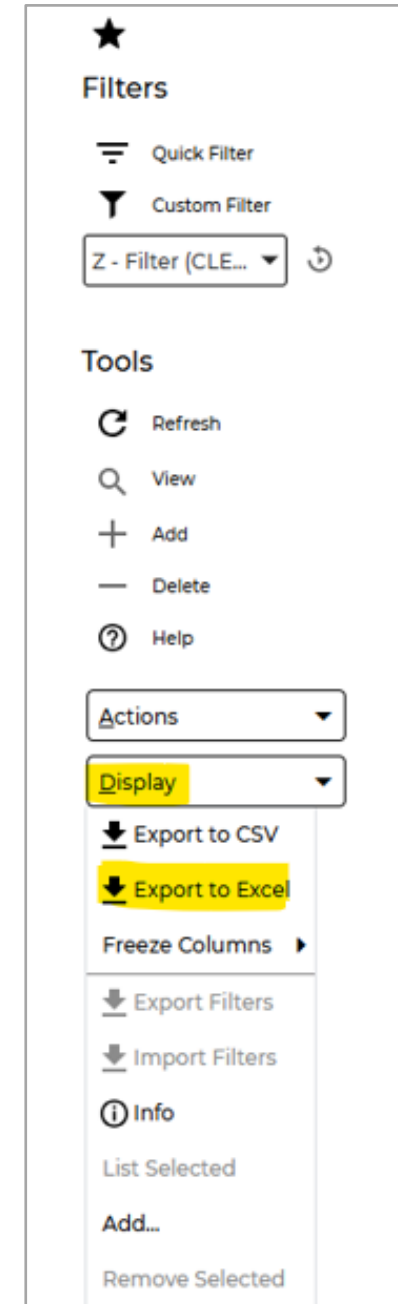 Filters
Quick Filter
Custom Filter
Z - Filter (CLE...
Tools
Refresh
View
Add
Delete
Help
Actions
Display
Export to CSV
Export to Excel
Freeze Columns
Export Filters
Import Filters
Info
List Selected
Add...
Remove Selected